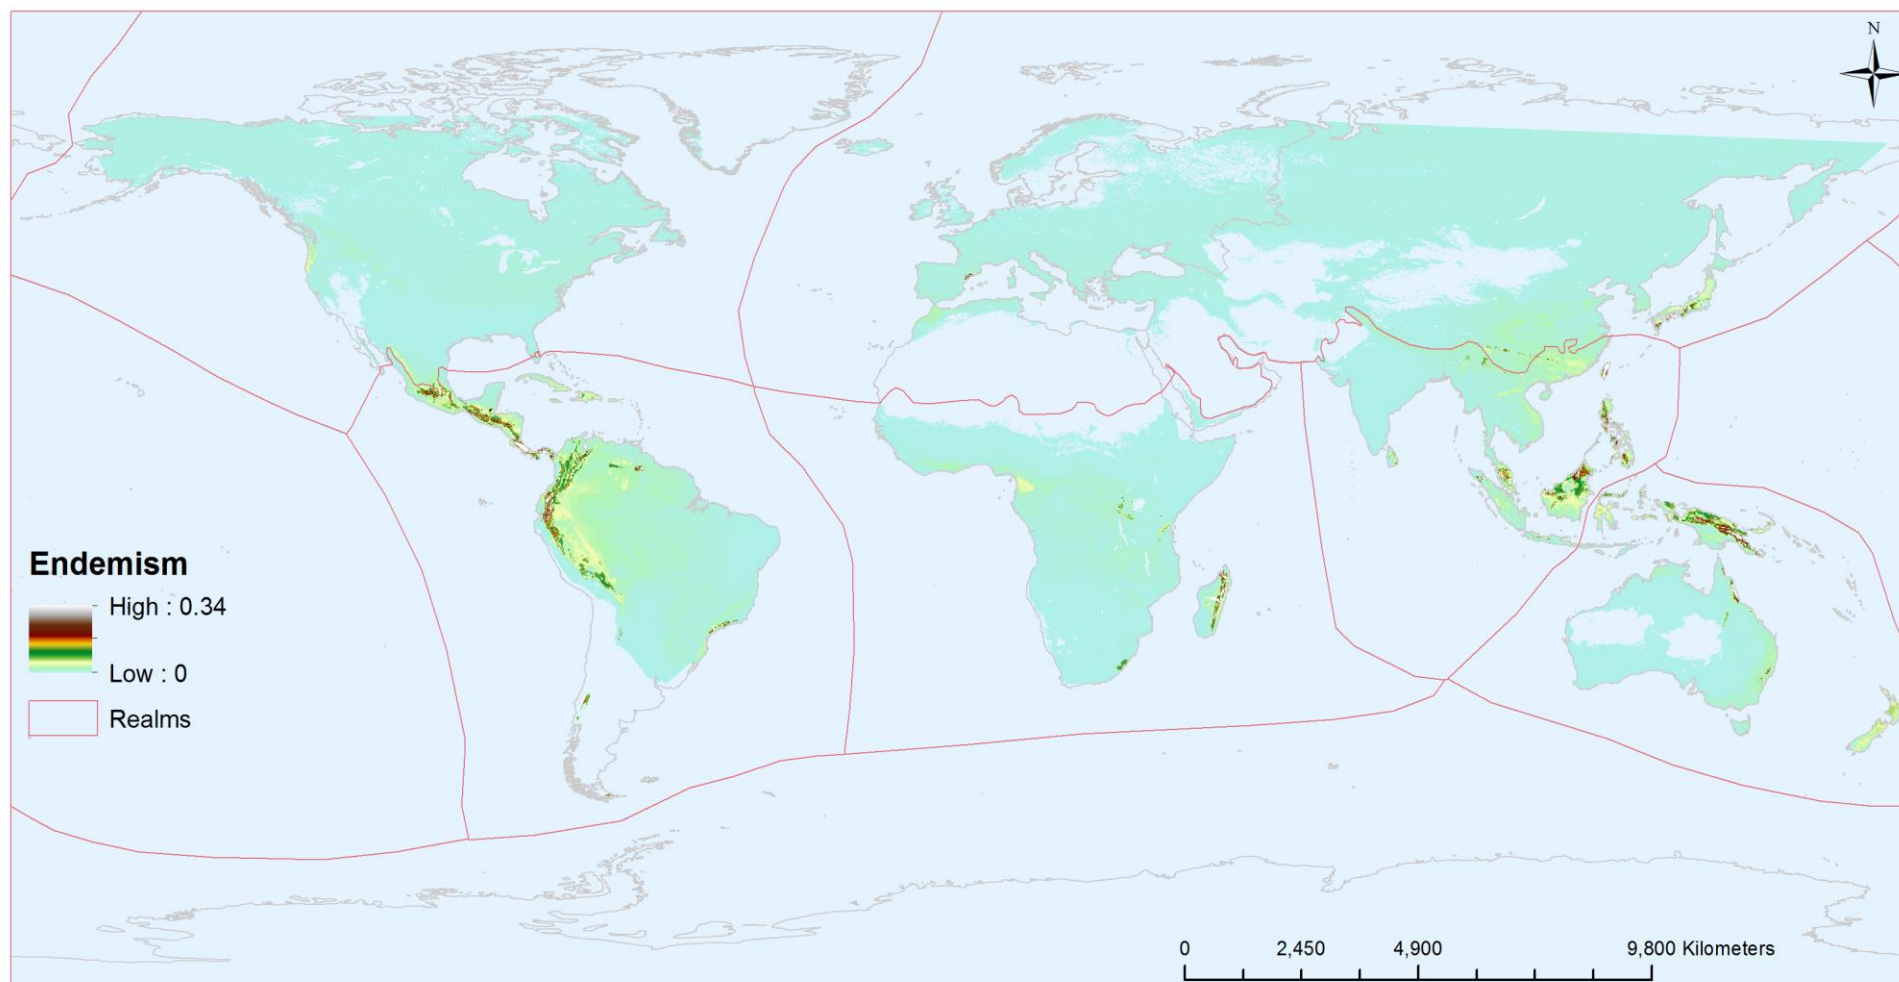 N
Endemism
High : 0.34
Low : 0
Realms
0 2,450 4,900 9,800 Kilometers